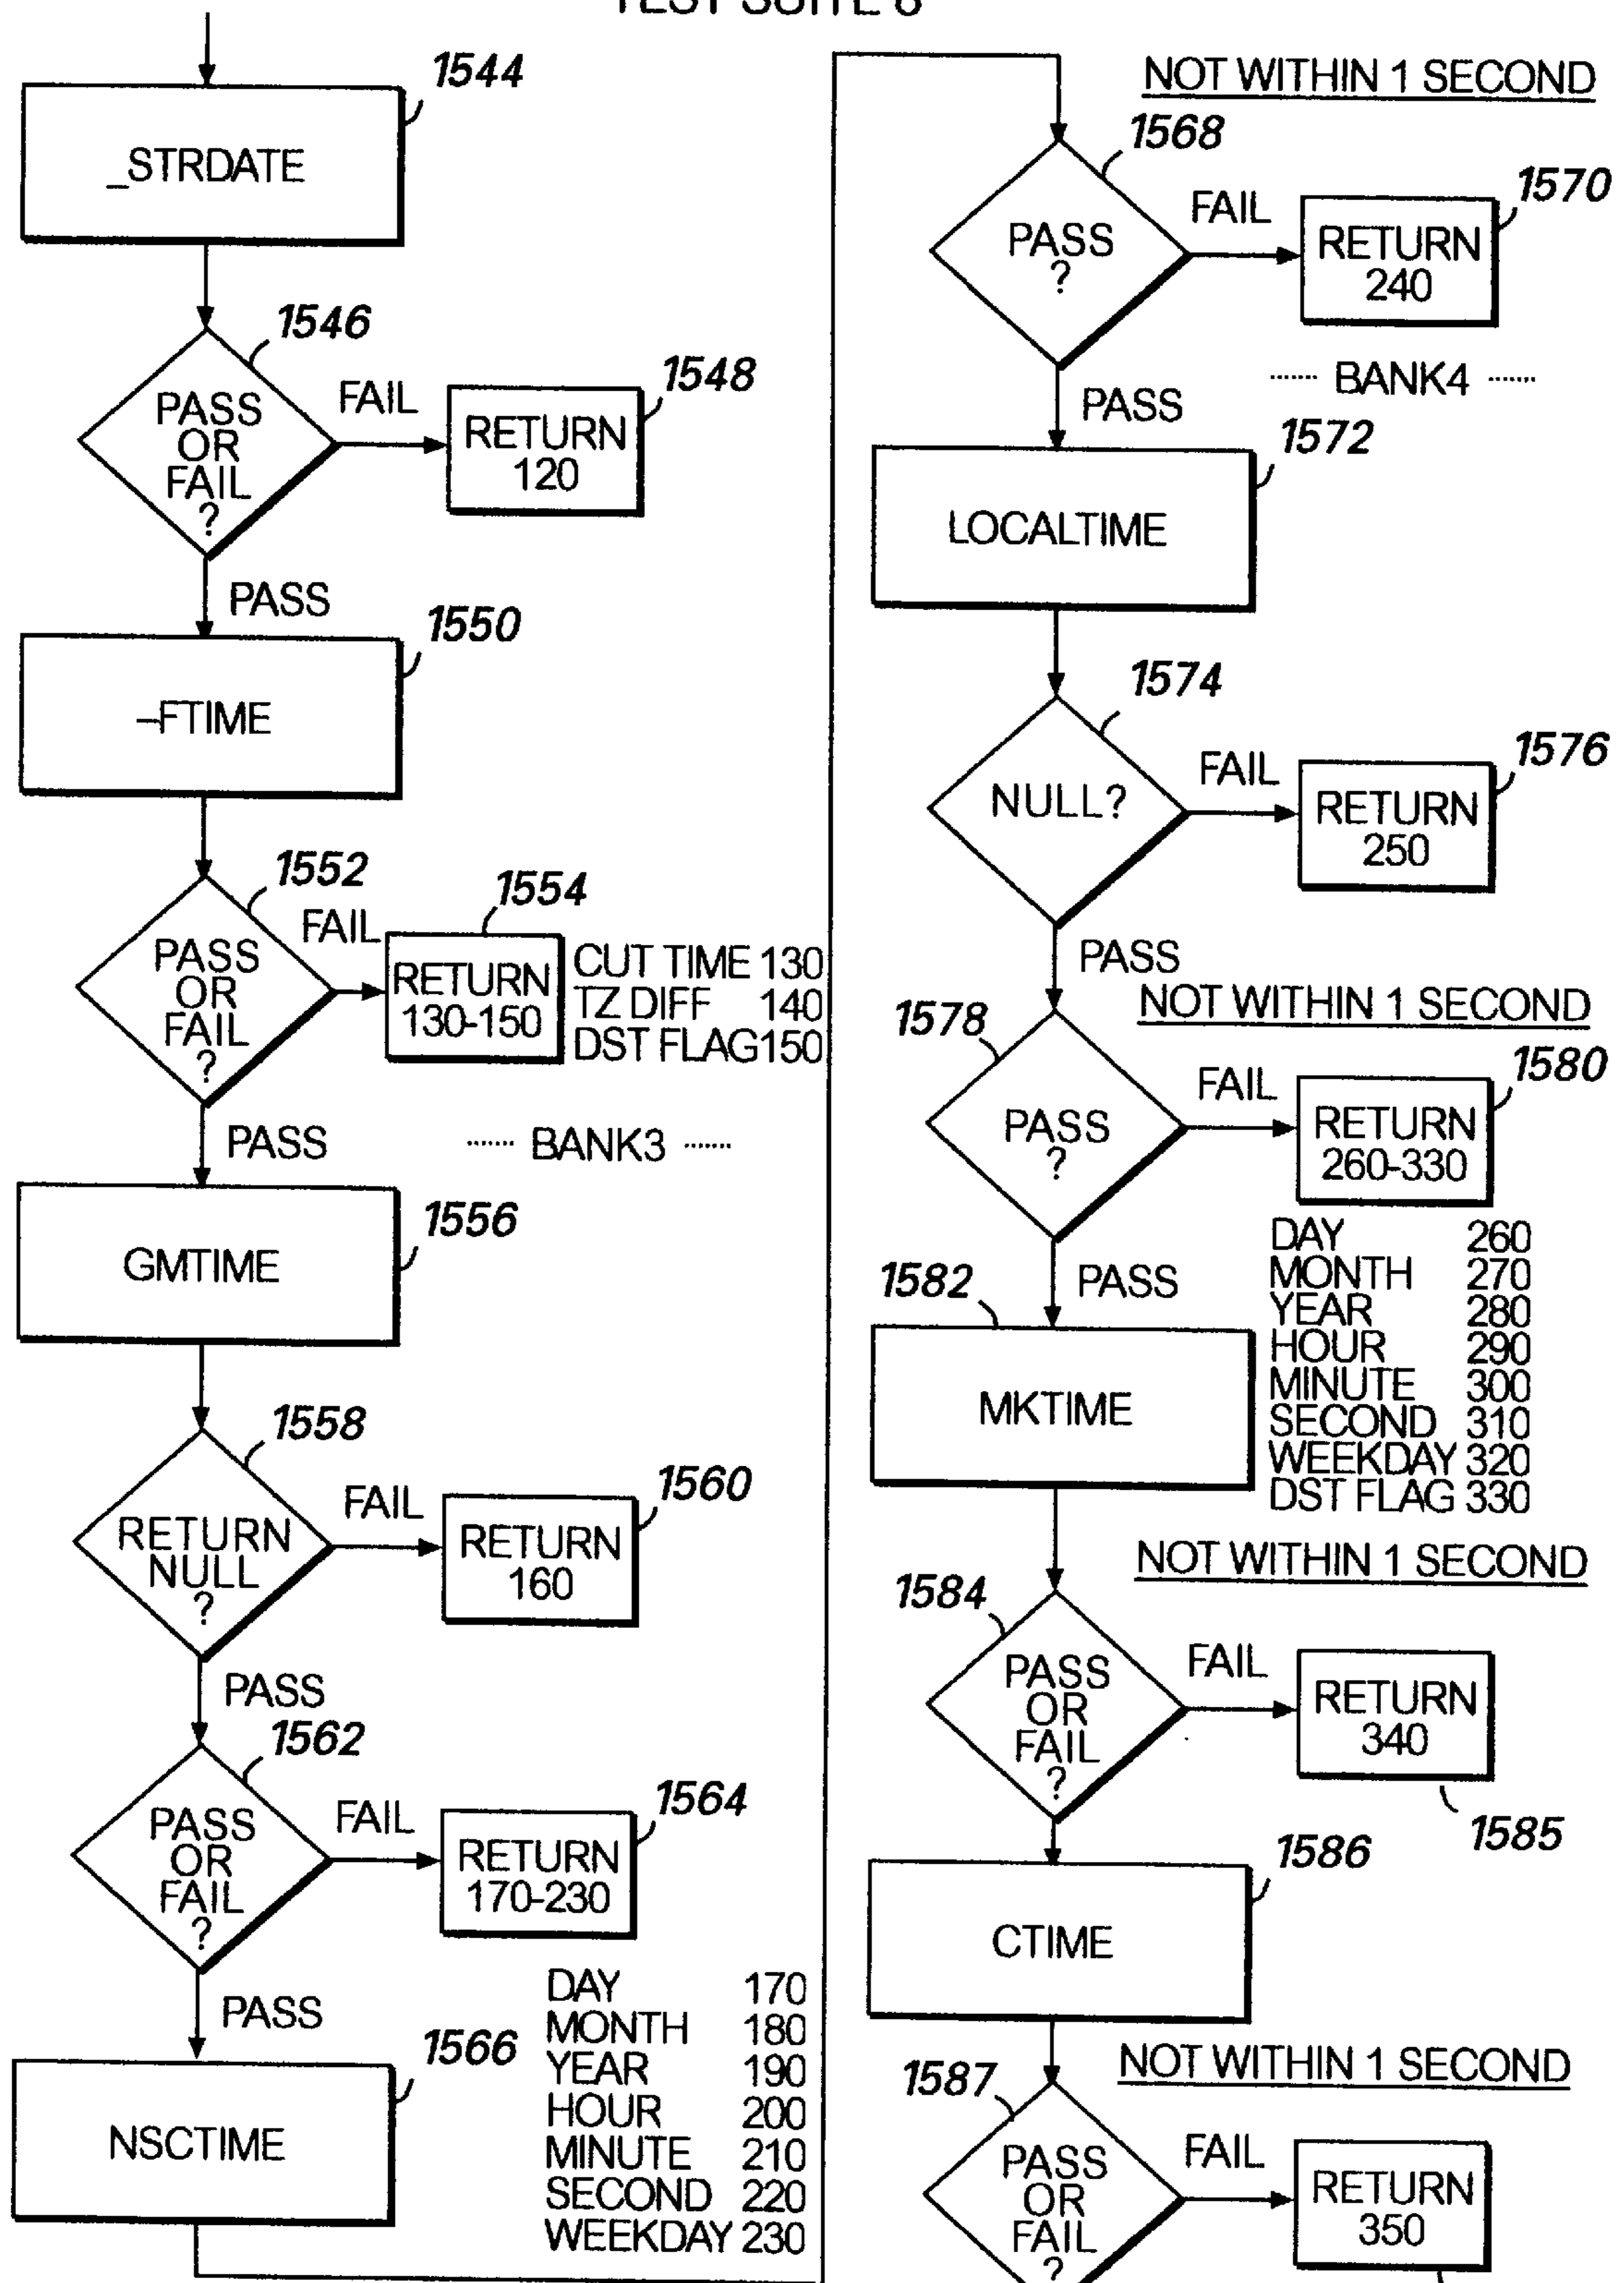 TEST SUITE 8
1544
_STRDATE
1546
PASS
OR
FAIL
?
FAIL
RETURN
120
1548
PASS
1550
–FTIME
1552
PASS
OR
FAIL
?
FAIL
1554
RETURN
130-150
CUT TIME 130
TZ DIFF 140
DST FLAG 150
PASS
...... BANK3 ......
1556
GMTIME
1558
RETURN
NULL
?
FAIL
1560
RETURN
160
PASS
1562
PASS
OR
FAIL
?
FAIL
1564
RETURN
170-230
PASS
1566
NSCTIME
DAY 170
MONTH 180
YEAR 190
HOUR 200
MINUTE 210
SECOND 220
WEEKDAY 230
NOT WITHIN 1 SECOND
1568
PASS
?
FAIL
1570
RETURN
240
...... BANK4 ......
PASS
1572
LOCALTIME
1574
NULL?
FAIL
1576
RETURN
250
PASS
NOT WITHIN 1 SECOND
1578
PASS
?
FAIL
1580
RETURN
260-330
DAY 260
MONTH 270
YEAR 280
HOUR 290
MINUTE 300
SECOND 310
WEEKDAY 320
DST FLAG 330
PASS
1582
MKTIME
NOT WITHIN 1 SECOND
1584
PASS
OR
FAIL
?
FAIL
RETURN
340
1585
1586
CTIME
NOT WITHIN 1 SECOND
1587
PASS
OR
FAIL
?
FAIL
RETURN
350